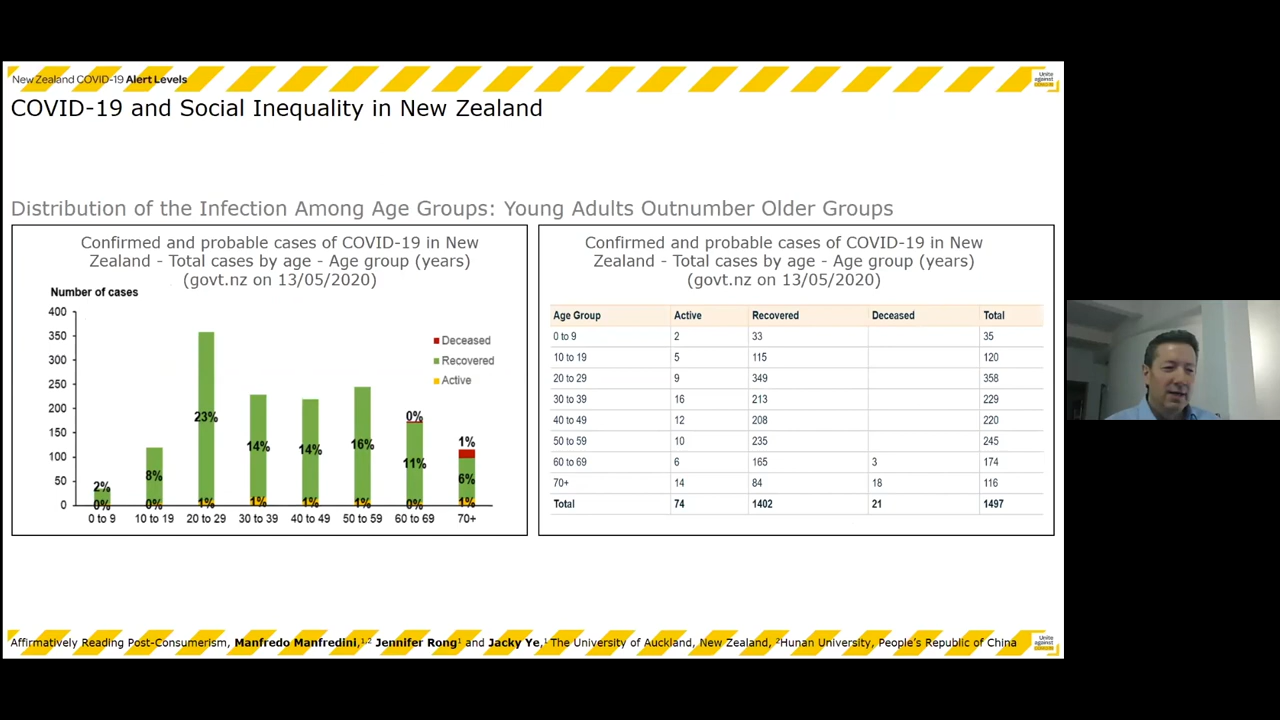 New Zealand COVID-19 Alert Levels
Unite
against
COVID-19 and Social Inequality in New Zealand
Distribution of the Infection Among Age Groups: Young Adults Outnumber Older Groups
Confirmed and probable cases of COVID-19 in New
Zealand - Total cases by age - Age group (years)
(govt.nz on 13/05/2020)
Number of cases
400
350
300
250
200
150
100
50
0
Deceased
Recovered
Active
2%
0%
8%
0%
23%
1%
14%
1%
14%
1%
16%
1%
0%
11%
0%
1%
6%
1%
0 to 9 10 to 19 20 to 29 30 to 39 40 to 49 50 to 59 60 to 69 70+
Confirmed and probable cases of COVID-19 in New
Zealand - Total cases by age - Age group (years)
(govt.nz on 13/05/2020)
Age Group Active Recovered Deceased Total
0 to 9 2 33 35
10 to 19 5 115 120
20 to 29 9 349 358
30 to 39 16 213 229
40 to 49 12 208 220
50 to 59 10 235 245
60 to 69 6 165 3 174
70+ 14 84 18 116
Total 74 1402 21 1497
Affirmatively Reading Post-Consumerism, Manfredo Manfredini,1,2 Jennifer Rong1 and Jacky Ye,1 The University of Auckland, New Zealand, 2Hunan University, People's Republic of China
Unite
against